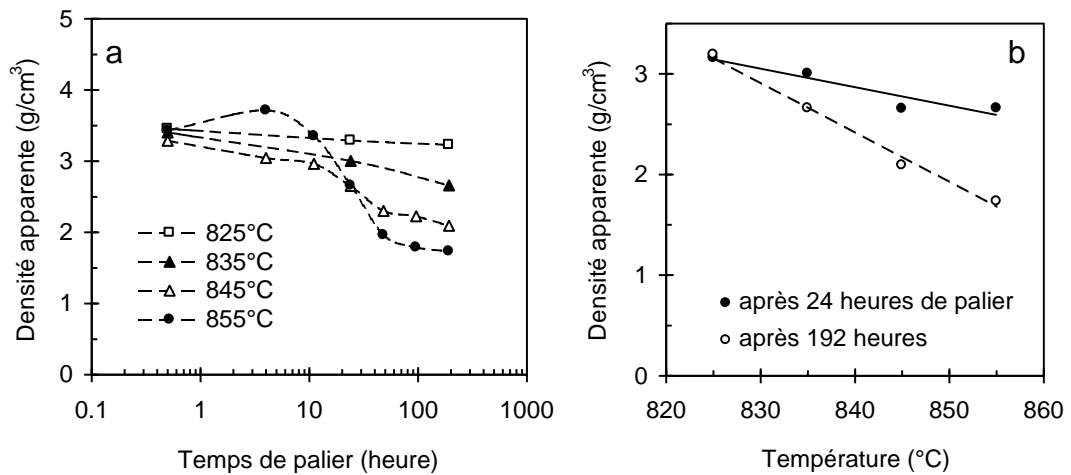 a
Densité apparente (g/cm³)
5
4
3
2
1
0
825°C
835°C
845°C
855°C
0.1 1 10 100 1000
Temps de palier (heure)
b
Densité apparente (g/cm³)
3
2
1
0
après 24 heures de palier
après 192 heures
820 830 840 850 860
Température (°C)